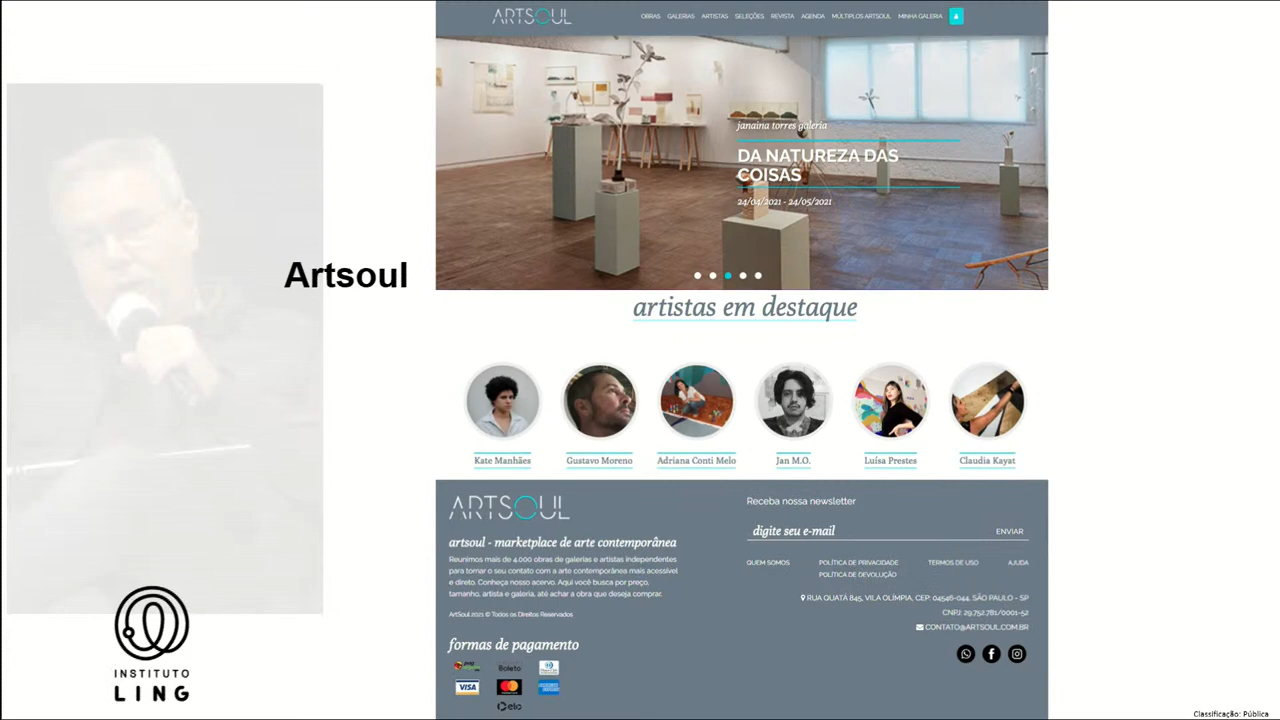 ARTSOUL
OBRAS GALERIAS ARTISTAS SELEÇÕES REVISTA AGENDA MÚLTIPLOS ARTSOUL MINHA GALERIA
janaina torres galeria
DA NATUREZA DAS
COISAS
24/04/2021 - 24/05/2021
Artsoul
artistas em destaque
Kate Manhães Gustavo Moreno Adriana Conti Melo Jan M.O. Luísa Prestes Claudia Kayat
ARTSOUL
artsoul - marketplace de arte contemporânea
Reunimos mais de 4.000 obras de galerias e artistas independentes
para tornar o seu contato com a arte contemporânea mais acessível
e direto. Conheça nosso acervo. Aqui você busca por preço,
tamanho, artista e galeria, até achar a obra que deseja comprar.
ArtSoul 2021 © Todos os Direitos Reservados
formas de pagamento
Boleto
VISA
elo
Receba nossa newsletter
digite seu e-mail ENVIAR
QUEM SOMOS POLÍTICA DE PRIVACIDADE TERMOS DE USO AJUDA
POLÍTICA DE DEVOLUÇÃO
RUA QUATÁ 845, VILA OLÍMPIA, CEP: 04546-044, SÃO PAULO - SP
CNPJ: 29.752.781/0001-52
CONTATO@ARTSOUL.COM.BR
INSTITUTO
LING
Classificação: Pública